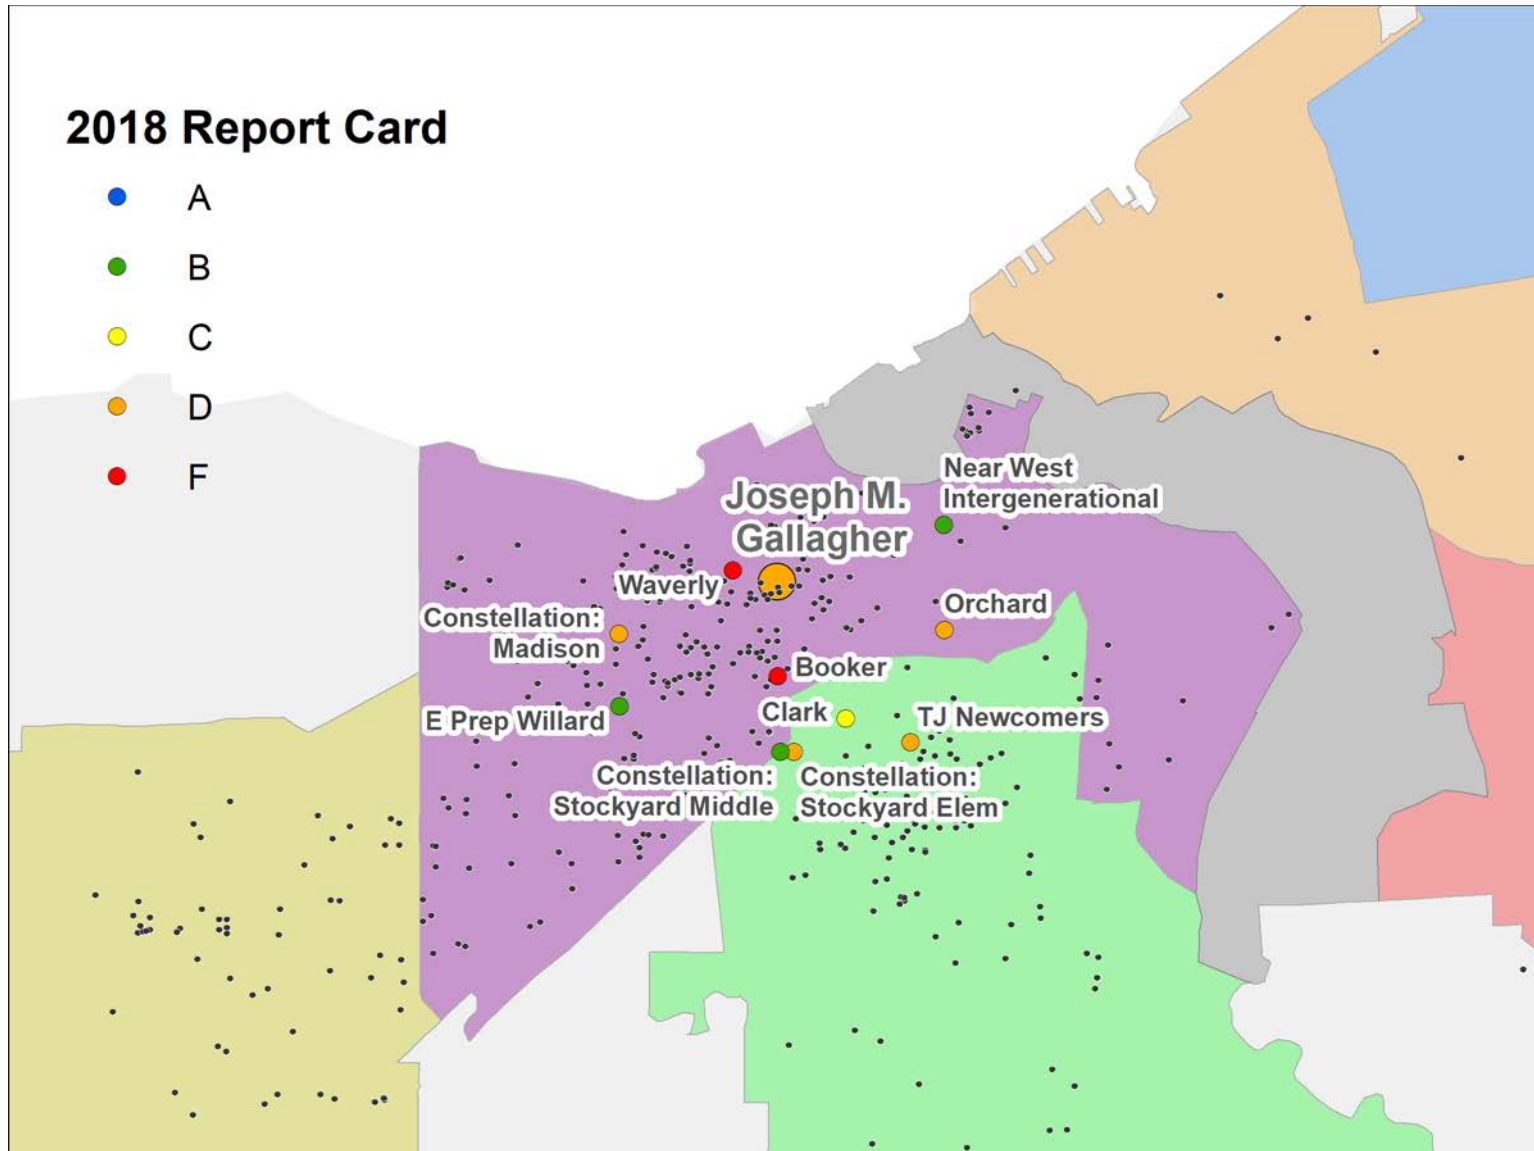 2018 Report Card
A
B
C
D
F
Near West
Intergenerational
Joseph M.
Gallagher
Waverly
Orchard
Constellation:
Madison
Booker
E Prep Willard
Clark
TJ Newcomers
Constellation:
Stockyard Middle
Constellation:
Stockyard Elem